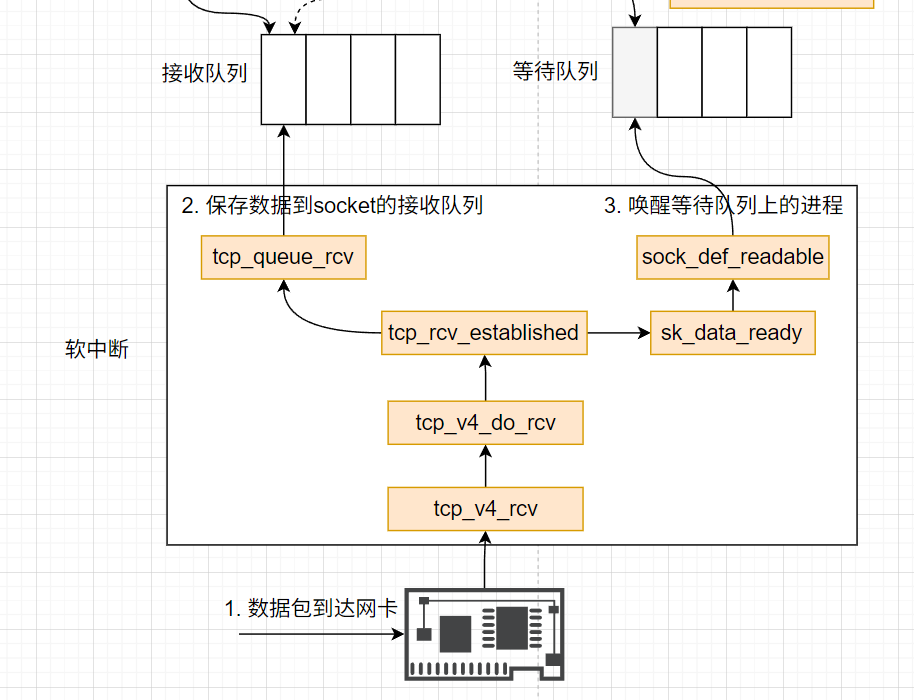 接收队列
等待队列
2. 保存数据到socket的接收队列
3. 唤醒等待队列上的进程
tcp_queue_rcv
sock_def_readable
tcp_rcv_established
sk_data_ready
软中断
tcp_v4_do_rcv
tcp_v4_rcv
1. 数据包到达网卡